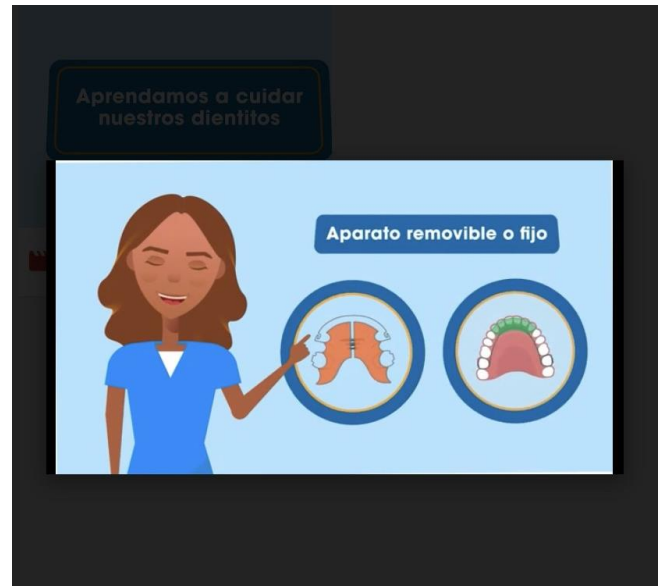 Aprendamos a cuidar
nuestros dientitos
Aparato removible o fijo